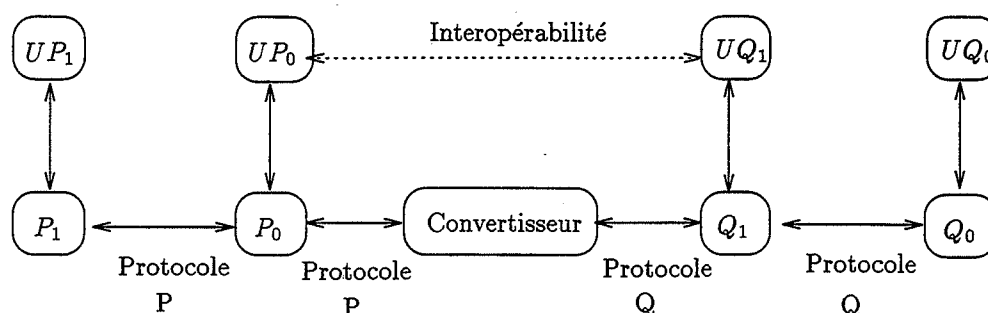 Interopérabilité
UP₁
UP₀
UQ₁
UQ₀
P₁
P₀
Convertisseur
Q₁
Q₀
Protocole
P
Protocole
P
Protocole
Q
Protocole
Q